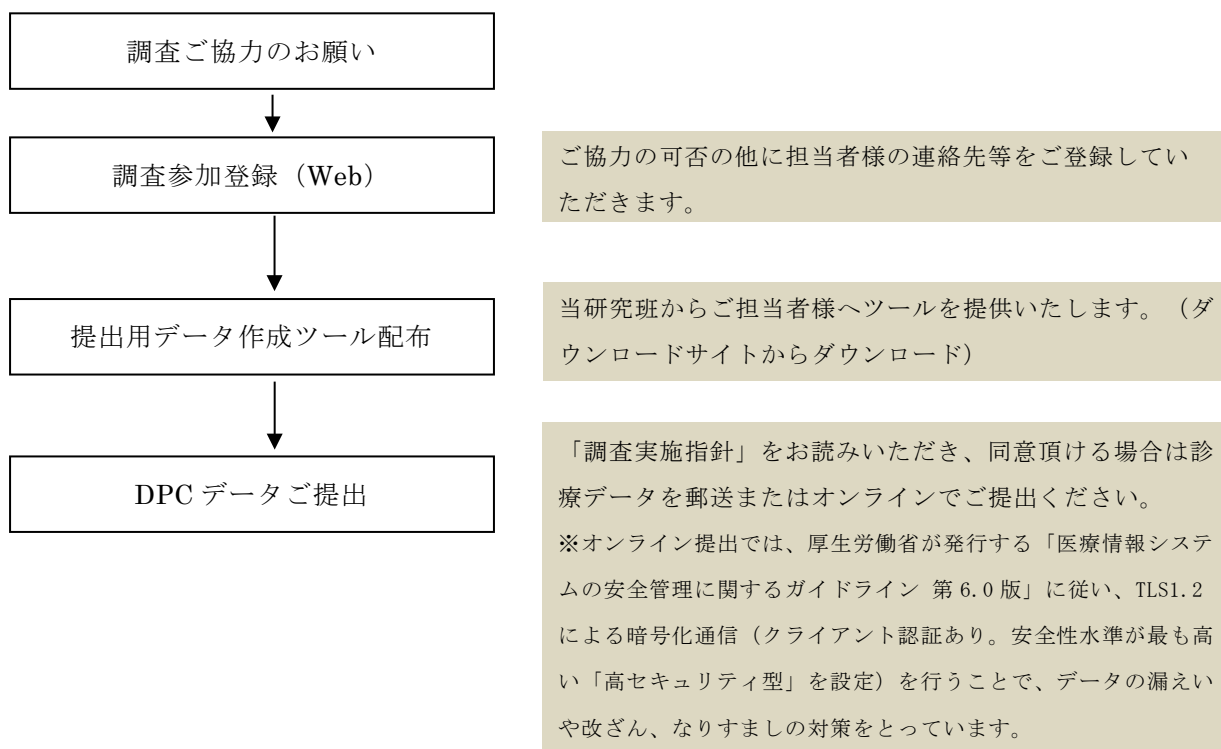 調査ご協力のお願い
調査参加登録（Web）
ご協力の可否の他に担当者様の連絡先等をご登録してい
ただきます。
提出用データ作成ツール配布
当研究班からご担当者様へツールを提供いたします。（ダ
ウンロードサイトからダウンロード）
DPC データご提出
「調査実施指針」をお読みいただき、同意頂ける場合は診
療データを郵送またはオンラインでご提出ください。
※オンライン提出では、厚生労働省が発行する「医療情報システ
ムの安全管理に関するガイドライン 第 6.0 版」に従い、TLS1.2
による暗号化通信（クライアント認証あり。安全性水準が最も高
い「高セキュリティ型」を設定）を行うことで、データの漏えい
や改ざん、なりすましの対策をとっています。